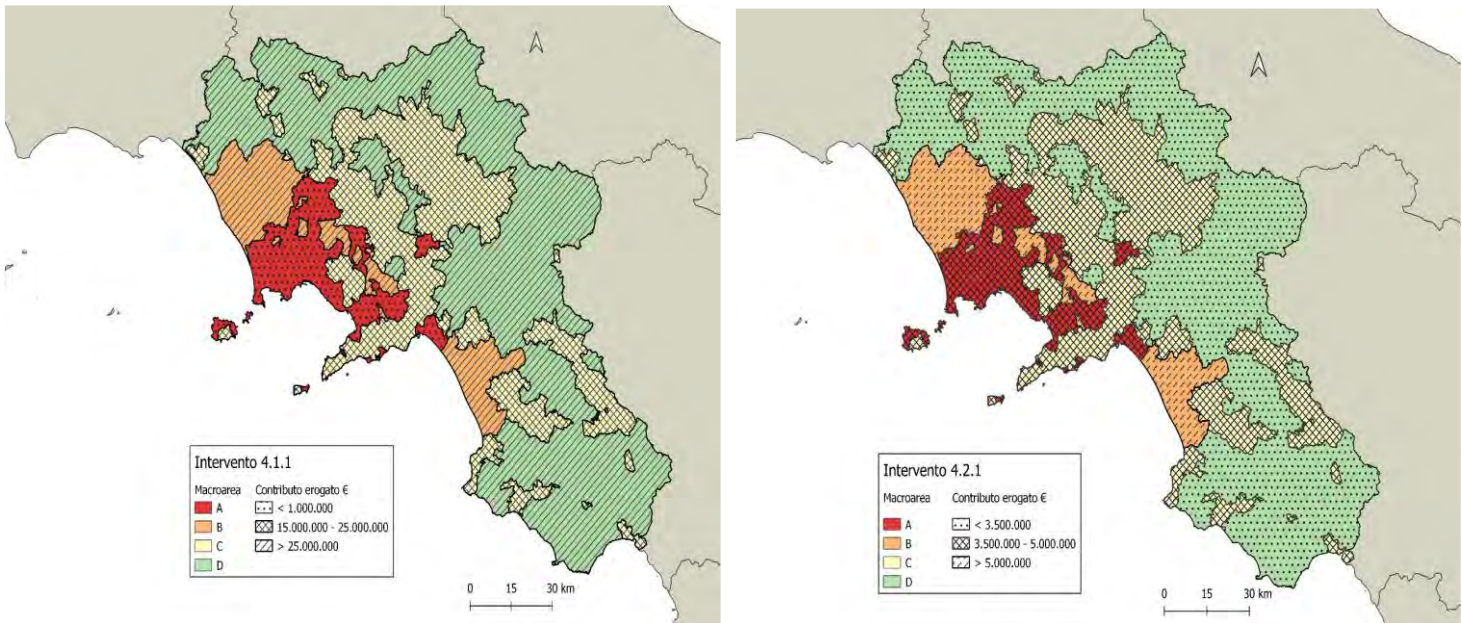 Intervento 4.1.1
Macroarea Contributo erogato €
A < 1.000.000
B 15.000.000 - 25.000.000
C > 25.000.000
D
0 15 30 km
Intervento 4.2.1
Macroarea Contributo erogato €
A < 3.500.000
B 3.500.000 - 5.000.000
C > 5.000.000
D
0 15 30 km